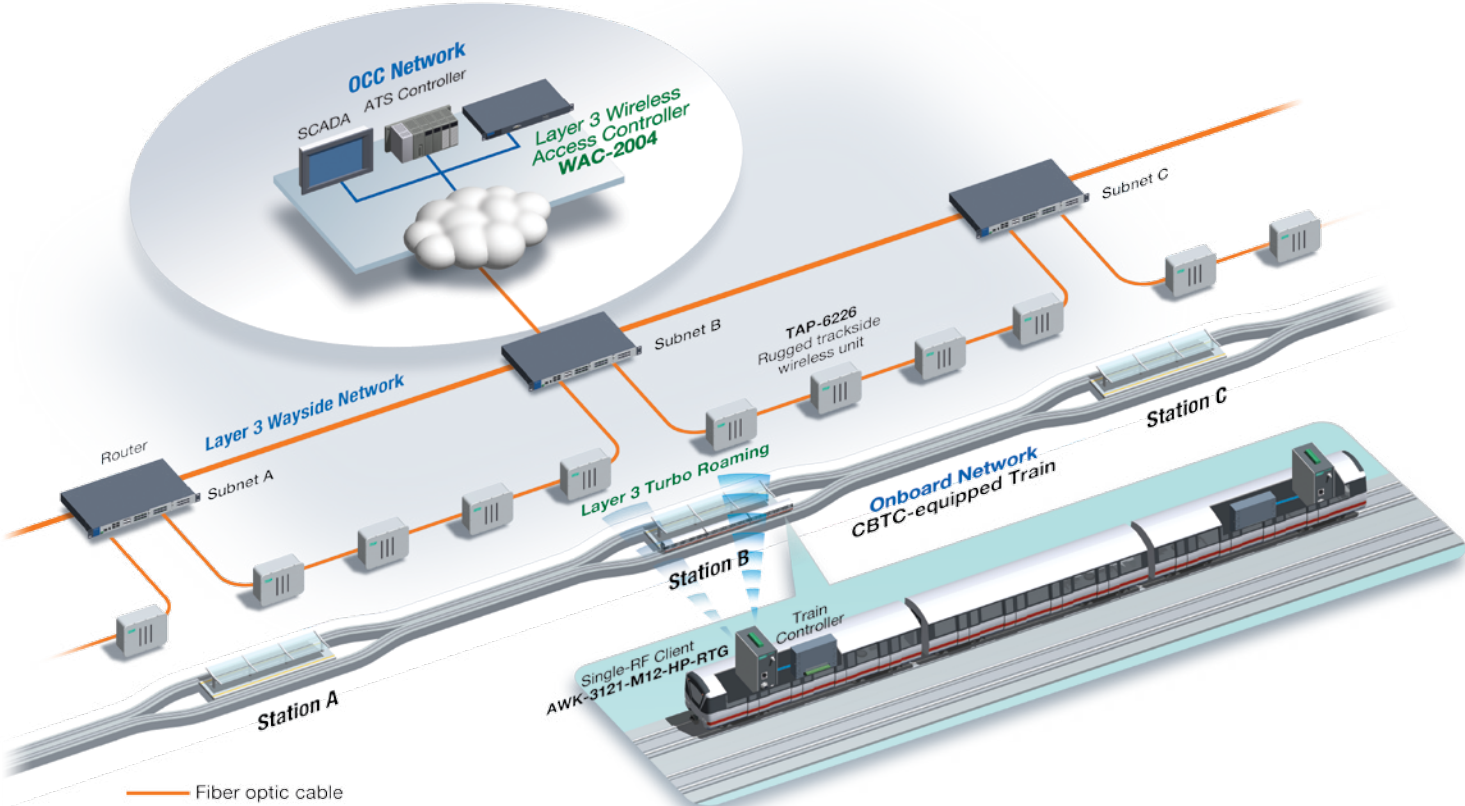 OCC Network
ATS Controller
SCADA
Layer 3 Wireless
Access Controller
WAC-2004
Subnet C
Subnet B
TAP-6226
Rugged trackside
wireless unit
Layer 3 Wayside Network
Router
Subnet A
Station C
Layer 3 Turbo Roaming
Onboard Network
CBTC-equipped Train
Station B
Train
Controller
Single-RF Client
AWK-3121-M12-HP-RTG
Station A
Fiber optic cable